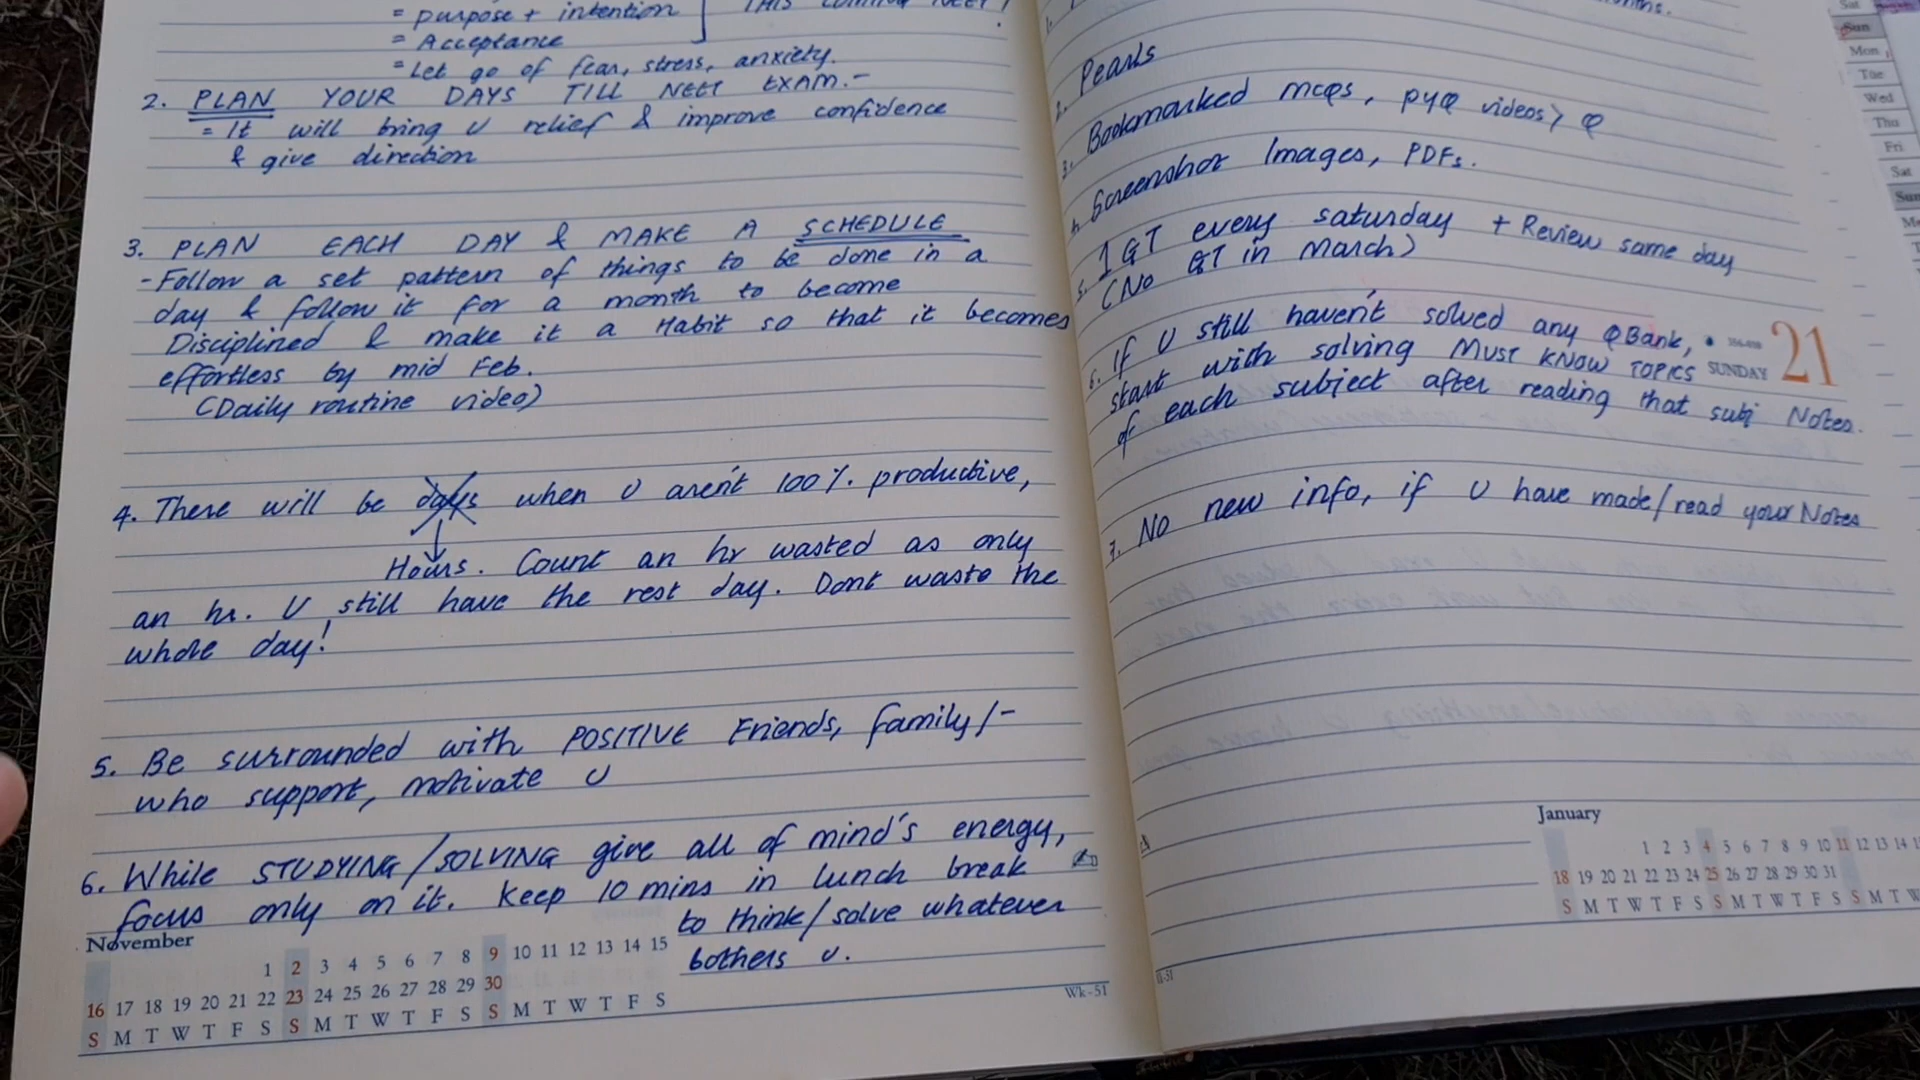 = purpose + intention
= Acceptance
= Let go of fear, stress, anxiety.
2. PLAN YOUR DAYS TILL NEET EXAM. -
= It will bring U relief & improve confidence
& give direction
3. PLAN EACH DAY & MAKE A SCHEDULE
- Follow a set pattern of things to be done in a
day & follow it for a month to become
Disciplined & make it a Habit so that it becomes
effortless by mid Feb.
(Daily routine video)
4. There will be days when U aren't 100%. productive,
Hours. Count an hr wasted as only
an hr. U still have the rest day. Dont waste the
whole day!
5. Be surrounded with POSITIVE Friends, family/-
who support, motivate U
6. While STUDYING/SOLVING give all of mind's energy,
focus only on it. Keep 10 mins in lunch break
to think/solve whatever
bothers U.
November
1 2 3 4 5 6 7 8 9 10 11 12 13 14 15
16 17 18 19 20 21 22 23 24 25 26 27 28 29 30
S M T W T F S S M T W T F S S M T W T F S
Wk-51
2. Pearls
3. Bookmarked mcqs, pyq videos> Q
4. Screenshot Images, PDFs.
5. 1 GT every saturday + Review same day
(No GT in March)
6. If U still haven't solved any QBank,
start with solving MUST KNOW TOPICS
of each subject after reading that subj Notes.
SUNDAY 21
7. No new info, if U have made/read your Notes
January
1 2 3 4 5 6 7 8 9 10 11 12 13 14
18 19 20 21 22 23 24 25 26 27 28 29 30 31
S M T W T F S S M T W T F S S M T W
Sat
Sun
Mon
Tue
Wed
Thu
Fri
Sat
Sun